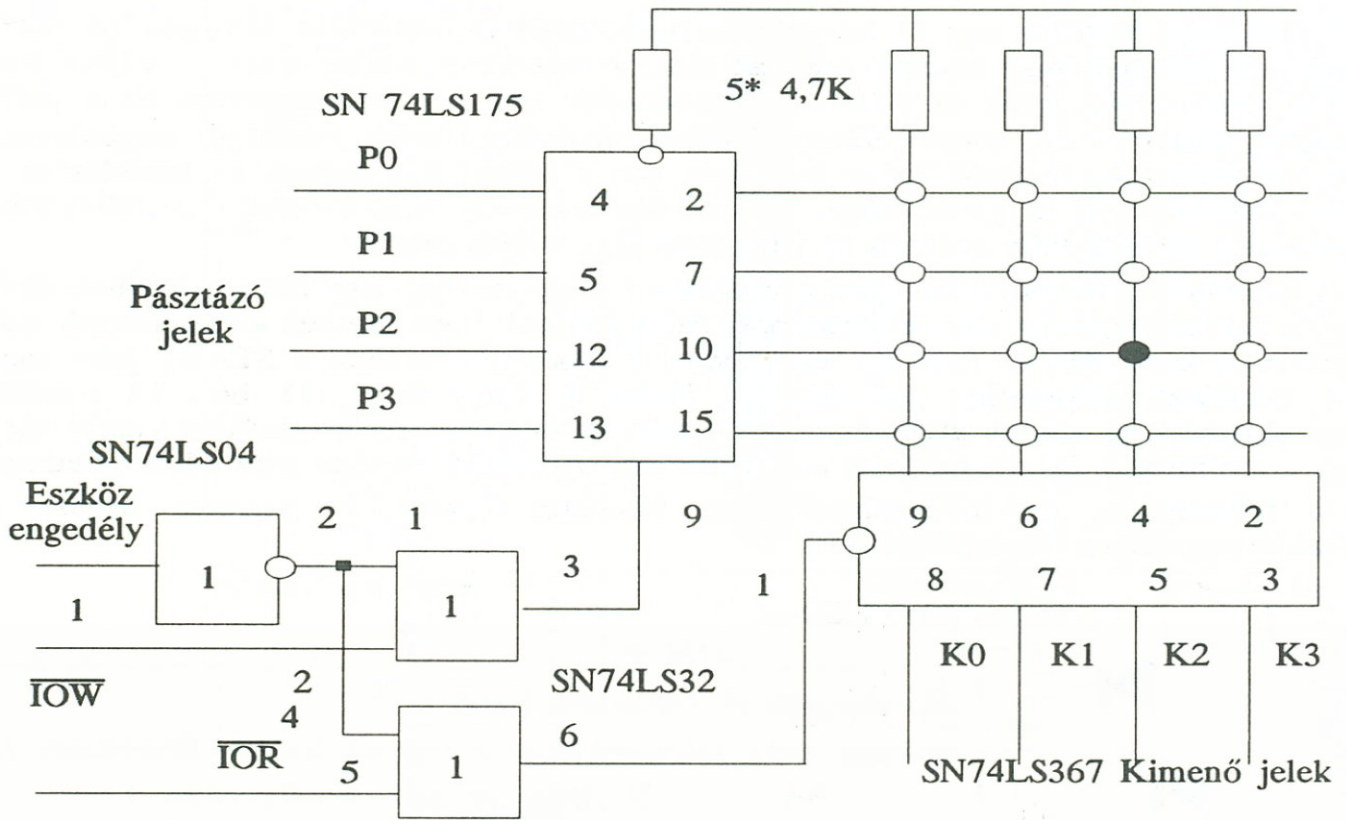 5* 4,7K
SN 74LS175
P0
4 2
P1
5 7
Pásztázó
jelek
P2
12 10
P3
13 15
SN74LS04
Eszköz
engedély
2 1
9
9 6 4 2
1
1
3
1
1
8 7 5 3
1
K0 K1 K2 K3
IOW
2
SN74LS32
4
IOR
5
6
1
SN74LS367 Kimenő jelek